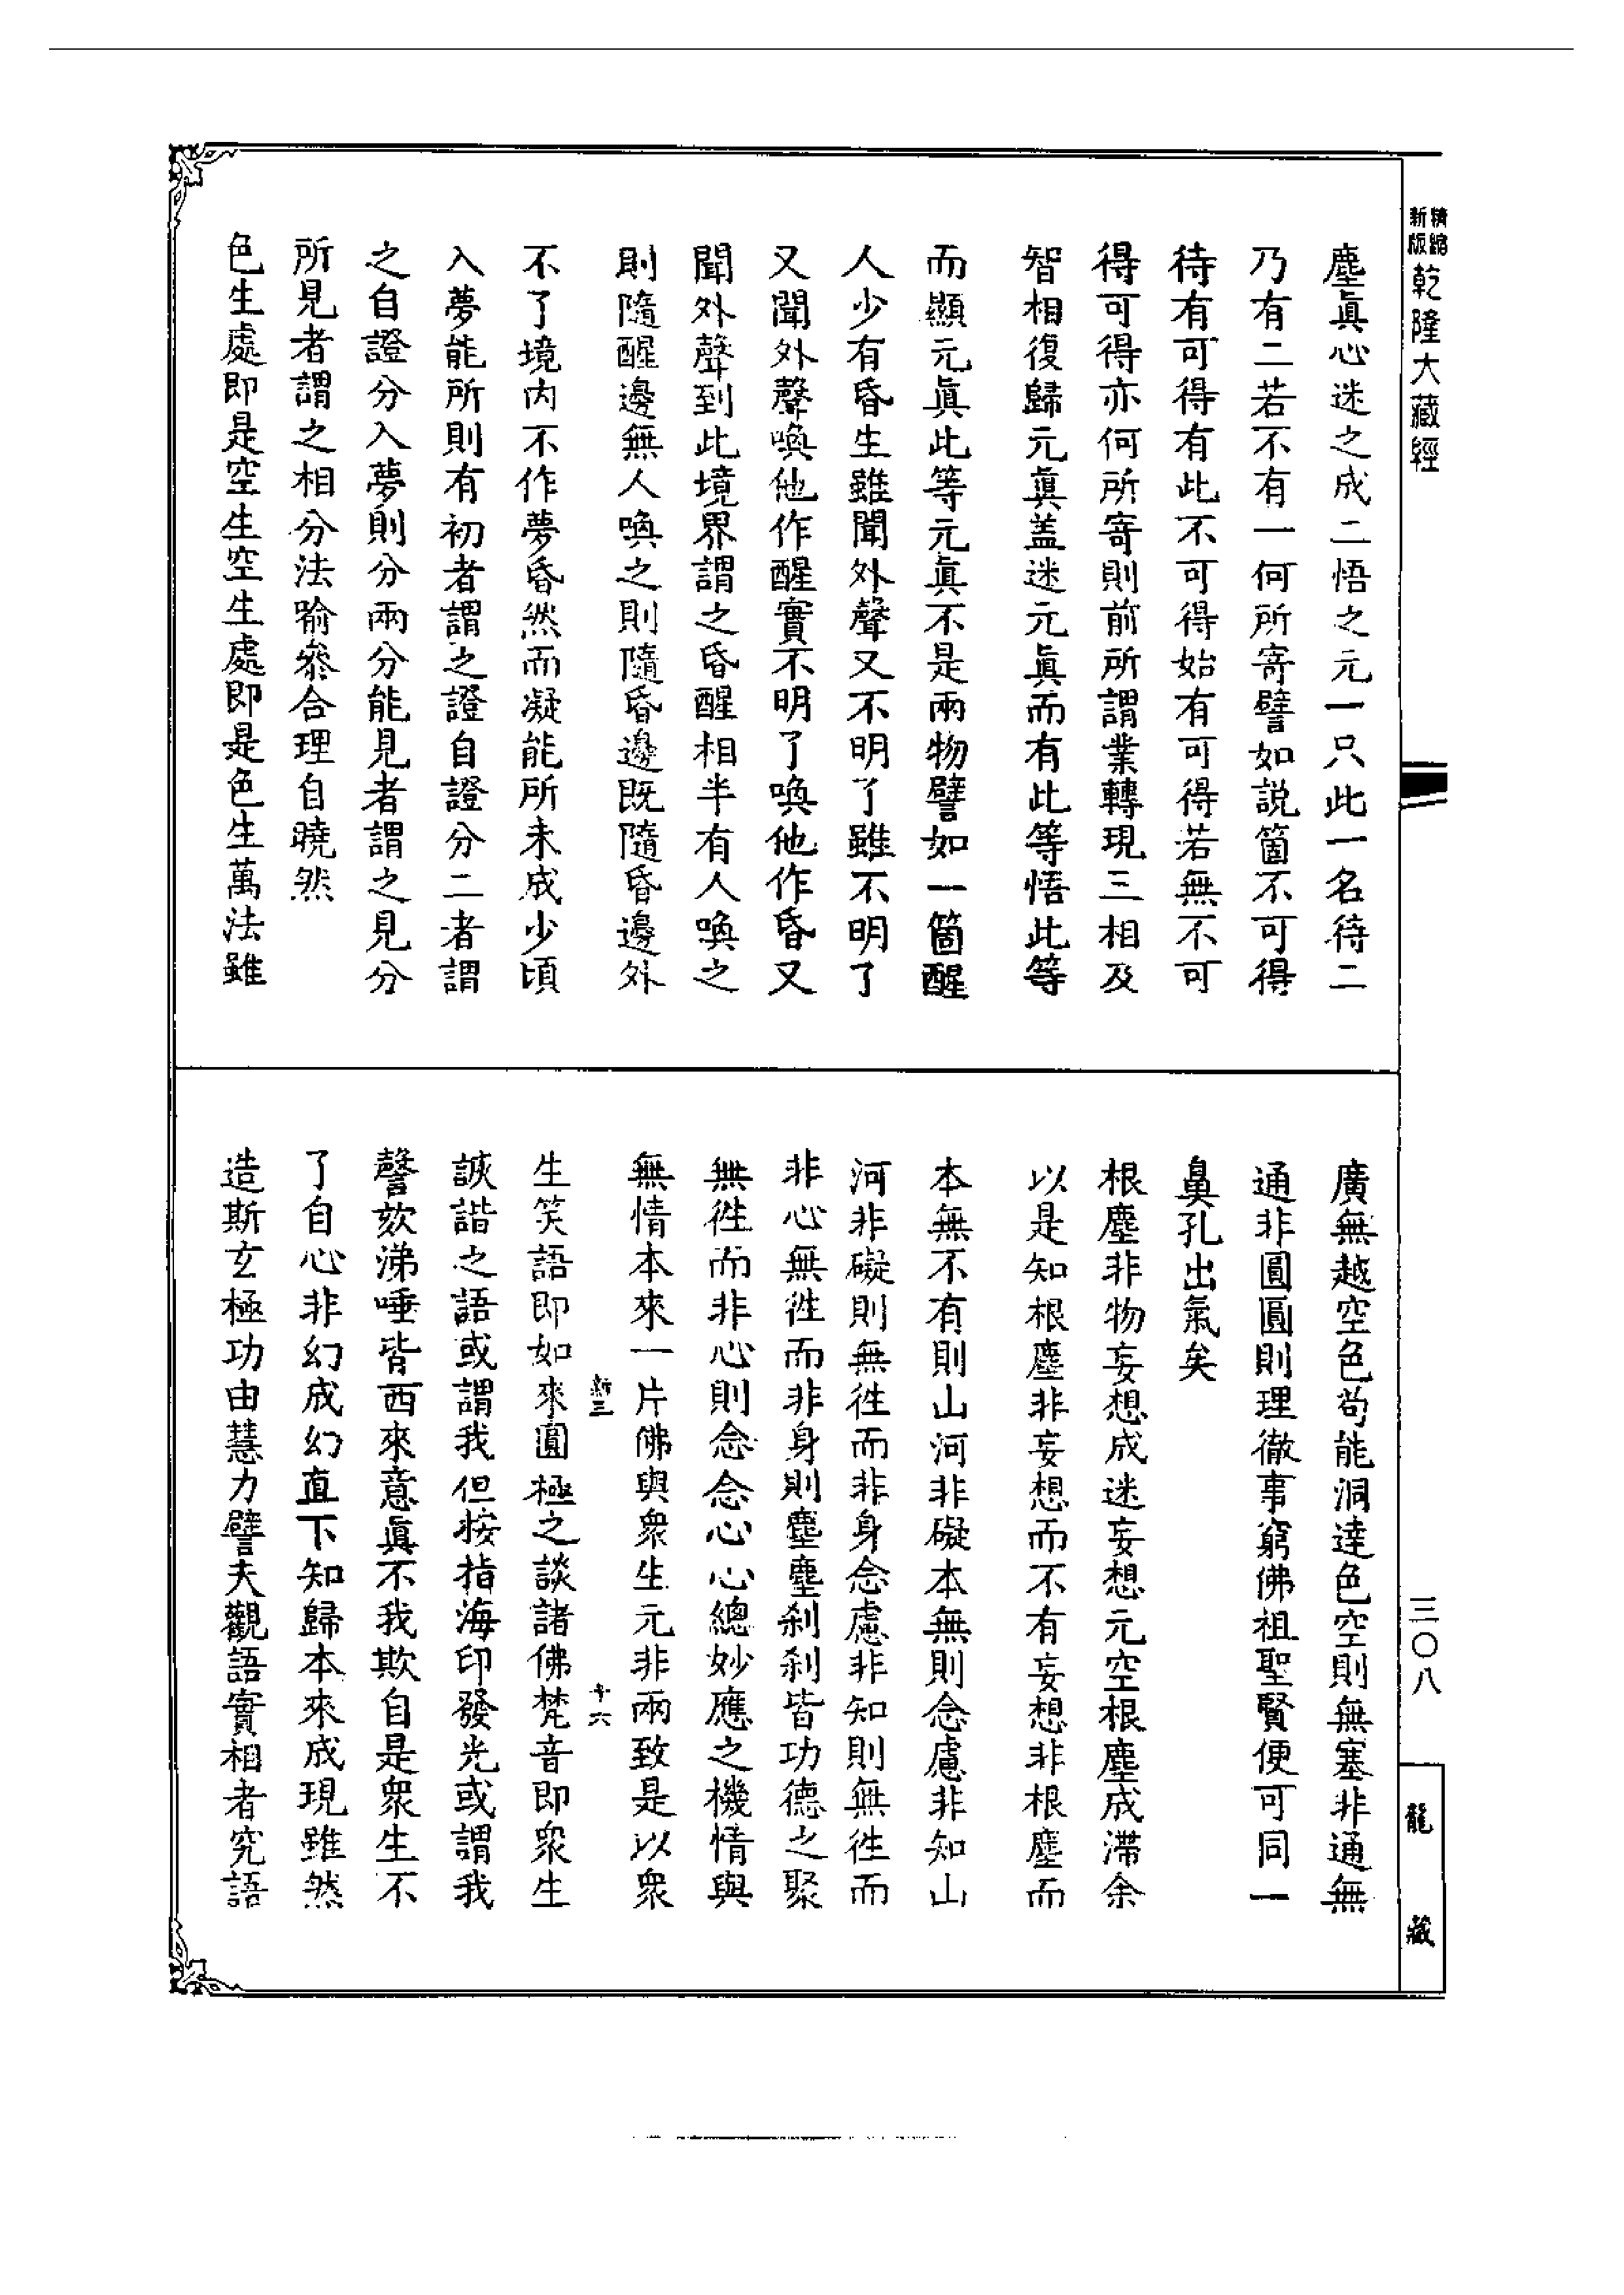 精縮新版乾隆大藏經
三〇八
龍藏
塵眞心迷之成二悟之元一只此一名待二
乃有二若不有一何所寄譬如説箇不可得
待有可得有此不可得始有可得若無不可
得可得亦何所寄則前所謂業轉現三相及
智相復歸元眞盖迷元眞而有此等悟此等
而顯元眞此等元眞不是兩物譬如一箇醒
人少有昏生雖聞外聲又不明了雖不明了
又聞外聲喚他作醒實不明了喚他作昏又
聞外聲到此境界謂之昏醒相半有人喚之
則隨醒邊無人喚之則隨昏邊既隨昏邊外
不了境内不作夢昏然而凝能所未成少頃
入夢能所則有初者謂之證自證分二者謂
之自證分入夢則分兩分能見者謂之見分
所見者謂之相分法喻叅合理自曉然
色生處即是空生空生處即是色生萬法雖
廣無越空色苟能洞達色空則無塞非通無
通非圓圓則理徹事窮佛祖聖賢便可同一
鼻孔出氣矣
根塵非物妄想成迷妄想元空根塵成滞余
以是知根塵非妄想而不有妄想非根塵而
本無不有則山河非礙本無則念慮非知山
河非礙則無徃而非身念慮非知則無徃而
非心無徃而非身則塵塵刹刹皆功德之聚
無徃而非心則念念心心總妙應之機情與
無情本來一片佛與衆生元非兩致是以衆
新三
十六
生笑語即如來圓極之談諸佛梵音即衆生
詼諧之語或謂我但按指海印發光或謂我
謦欬涕唾皆西來意眞不我欺自是衆生不
了自心非幻成幻直下知歸本來成現雖然
造斯玄極功由慧力譬夫觀語實相者究語